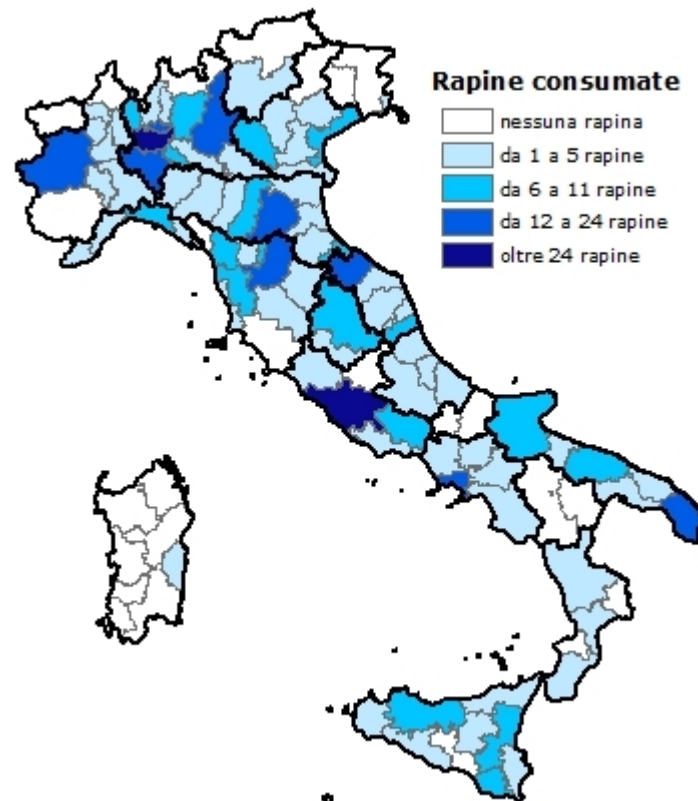 Rapine consumate
nessuna rapina
da 1 a 5 rapine
da 6 a 11 rapine
da 12 a 24 rapine
oltre 24 rapine